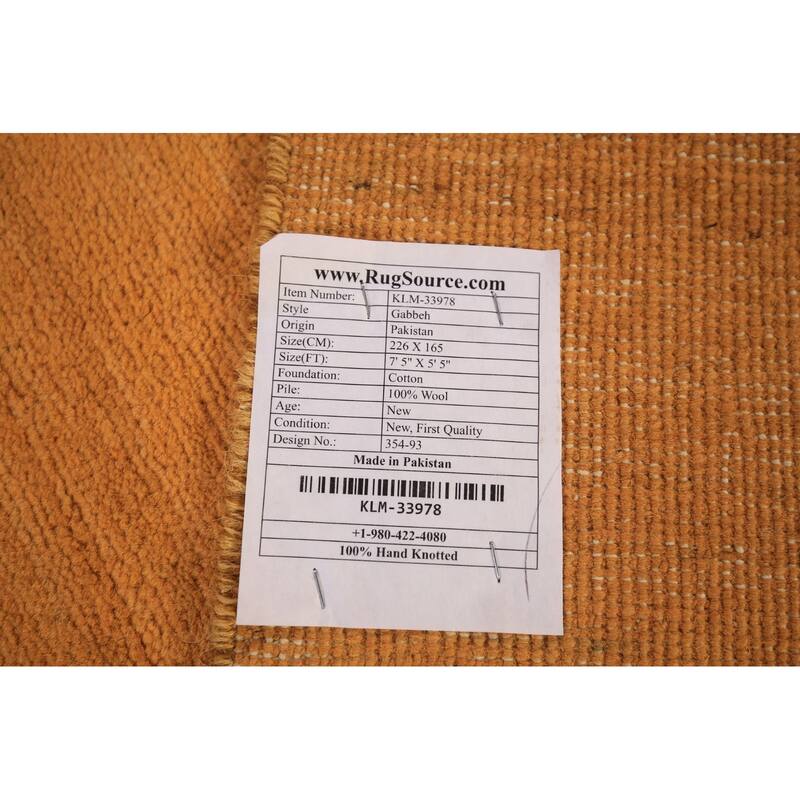 www.RugSource.com
Item Number: KLM-33978
Style Gabbeh
Origin Pakistan
Size(CM): 226 X 165
Size(FT): 7' 5" X 5' 5"
Foundation: Cotton
Pile: 100% Wool
Age: New
Condition: New, First Quality
Design No.: 354-93
Made in Pakistan
KLM-33978
+1-980-422-4080
100% Hand Knotted